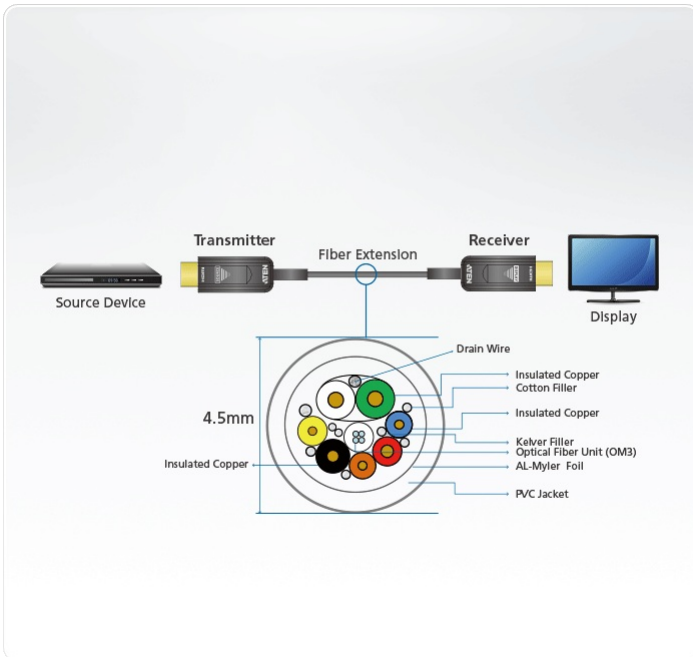 Transmitter
Receiver
Fiber Extension
ATEN
ATEN
Source Device
Display
Drain Wire
Insulated Copper
Cotton Filler
4.5mm
Insulated Copper
Kelver Filler
Optical Fiber Unit (OM3)
Insulated Copper
AL-Myler Foil
PVC Jacket